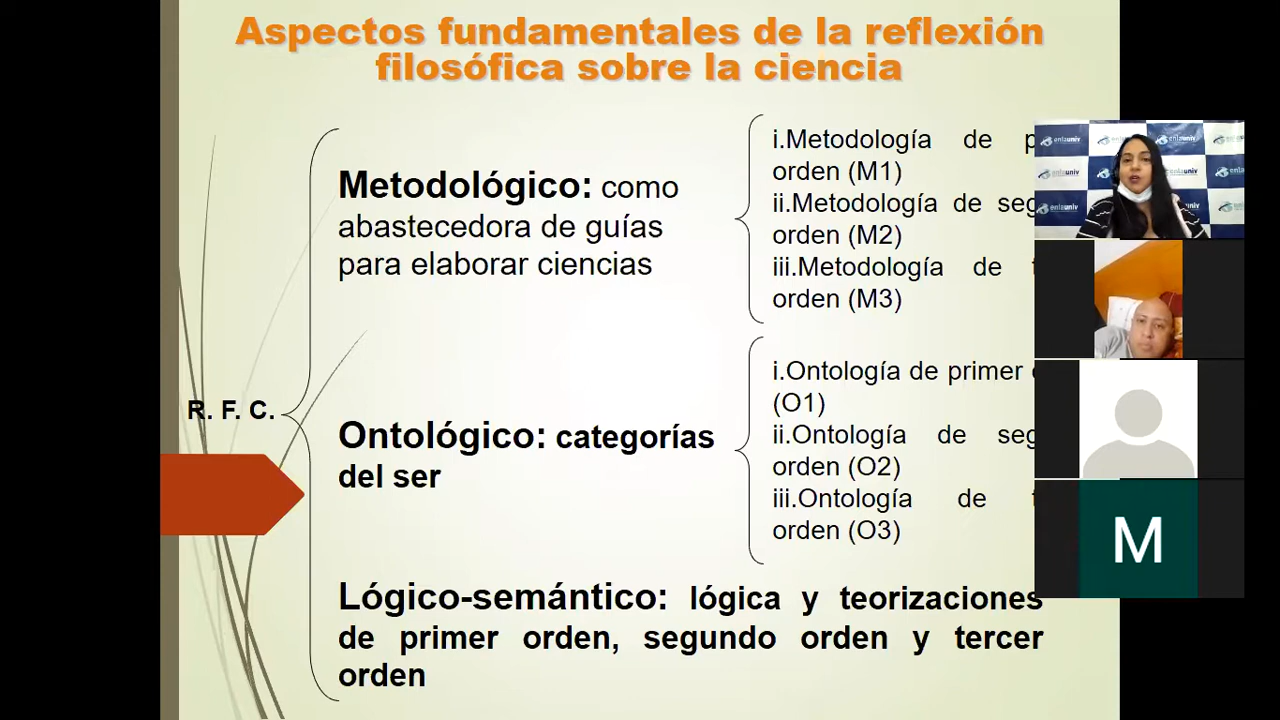 Aspectos fundamentales de la reflexión
filosófica sobre la ciencia
R. F. C.
Metodológico: como
abastecedora de guías
para elaborar ciencias
i.Metodología de
orden (M1)
ii.Metodología de
orden (M2)
iii.Metodología de
orden (M3)
Ontológico: categorías
del ser
i.Ontología de primer
(O1)
ii.Ontología de
orden (O2)
iii.Ontología de
orden (O3)
Lógico-semántico: lógica y teorizaciones
de primer orden, segundo orden y tercer
orden
enlauniv
M